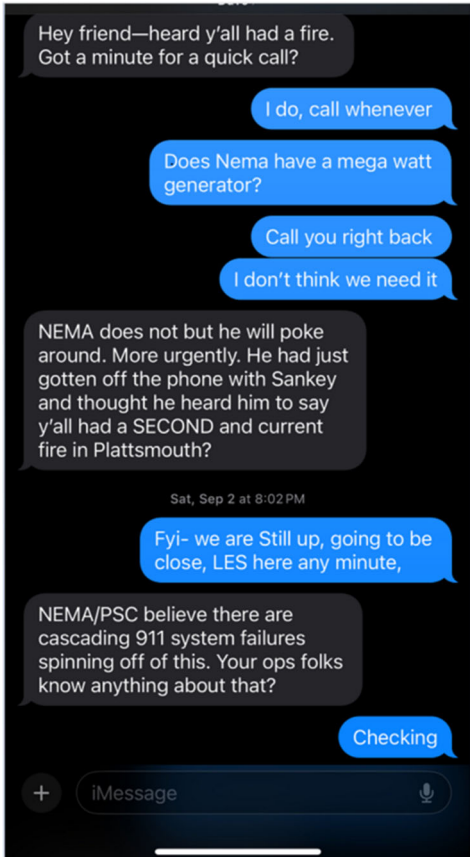 Hey friend—heard y'all had a fire.
Got a minute for a quick call?
I do, call whenever
Does Nema have a mega watt
generator?
Call you right back
I don't think we need it
NEMA does not but he will poke
around. More urgently. He had just
gotten off the phone with Sankey
and thought he heard him to say
y'all had a SECOND and current
fire in Plattsmouth?
Sat, Sep 2 at 8:02 PM
Fyi- we are Still up, going to be
close, LES here any minute,
NEMA/PSC believe there are
cascading 911 system failures
spinning off of this. Your ops folks
know anything about that?
Checking
iMessage